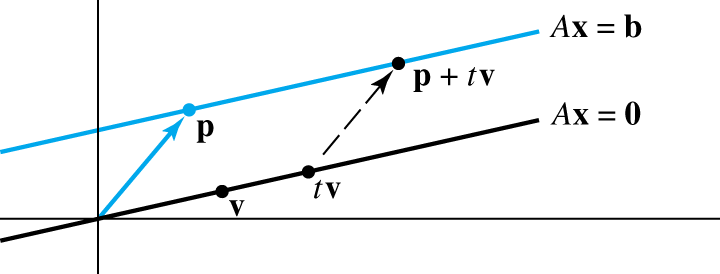 Ax = b
p + tv
Ax = 0
p
tv
v